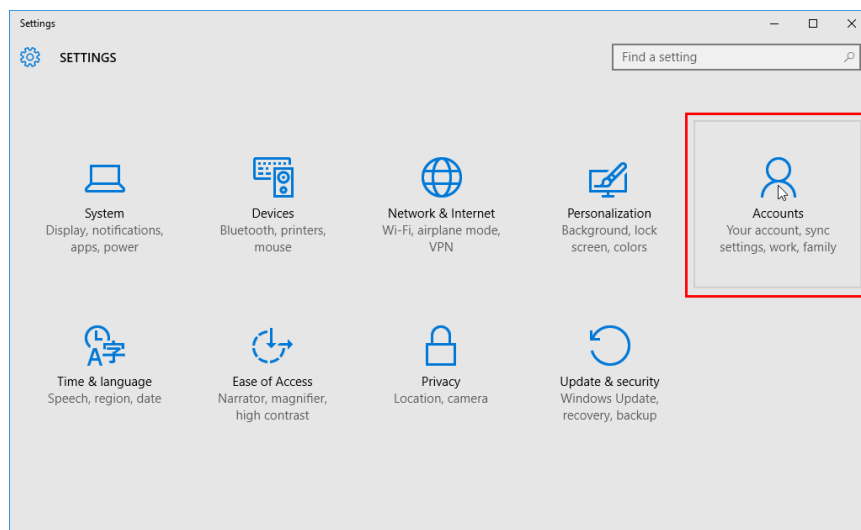 Settings
SETTINGS
Find a setting
System
Display, notifications,
apps, power
Devices
Bluetooth, printers,
mouse
Network & Internet
Wi-Fi, airplane mode,
VPN
Personalization
Background, lock
screen, colors
Accounts
Your account, sync
settings, work, family
A字
Time & language
Speech, region, date
Ease of Access
Narrator, magnifier,
high contrast
Privacy
Location, camera
Update & security
Windows Update,
recovery, backup